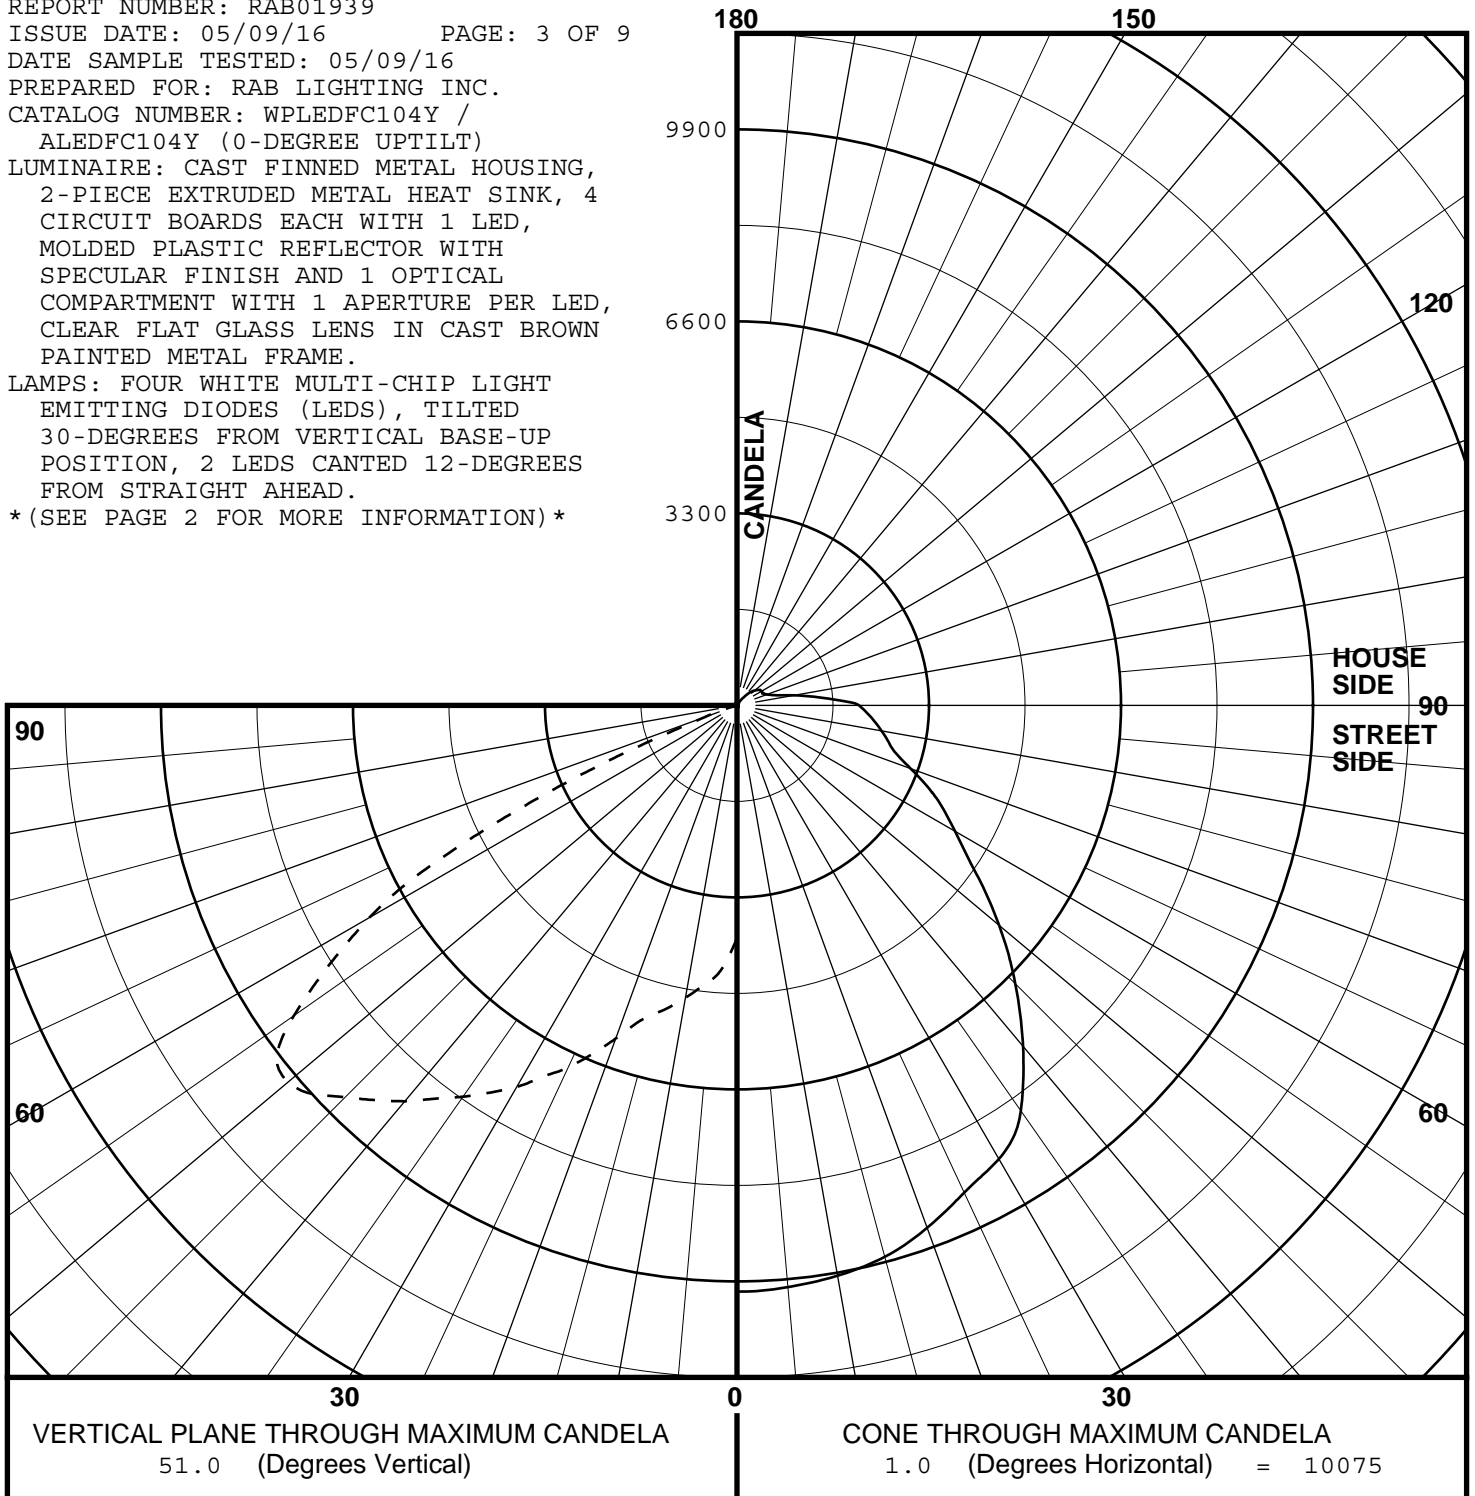 REPORT NUMBER: RAB01939
ISSUE DATE: 05/09/16 PAGE: 3 OF 9
DATE SAMPLE TESTED: 05/09/16
PREPARED FOR: RAB LIGHTING INC.
CATALOG NUMBER: WPLEDFC104Y /
ALEDFC104Y (0-DEGREE UPTILT)
LUMINAIRE: CAST FINNED METAL HOUSING,
2-PIECE EXTRUDED METAL HEAT SINK, 4
CIRCUIT BOARDS EACH WITH 1 LED,
MOLDED PLASTIC REFLECTOR WITH
SPECULAR FINISH AND 1 OPTICAL
COMPARTMENT WITH 1 APERTURE PER LED,
CLEAR FLAT GLASS LENS IN CAST BROWN
PAINTED METAL FRAME.
LAMPS: FOUR WHITE MULTI-CHIP LIGHT
EMITTING DIODES (LEDS), TILTED
30-DEGREES FROM VERTICAL BASE-UP
POSITION, 2 LEDS CANTED 12-DEGREES
FROM STRAIGHT AHEAD.
*(SEE PAGE 2 FOR MORE INFORMATION)*
180
150
9900
120
6600
CANDELA
3300
HOUSE
SIDE
90
90
STREET
SIDE
60
60
30
0
30
VERTICAL PLANE THROUGH MAXIMUM CANDELA
51.0 (Degrees Vertical)
CONE THROUGH MAXIMUM CANDELA
1.0 (Degrees Horizontal) = 10075